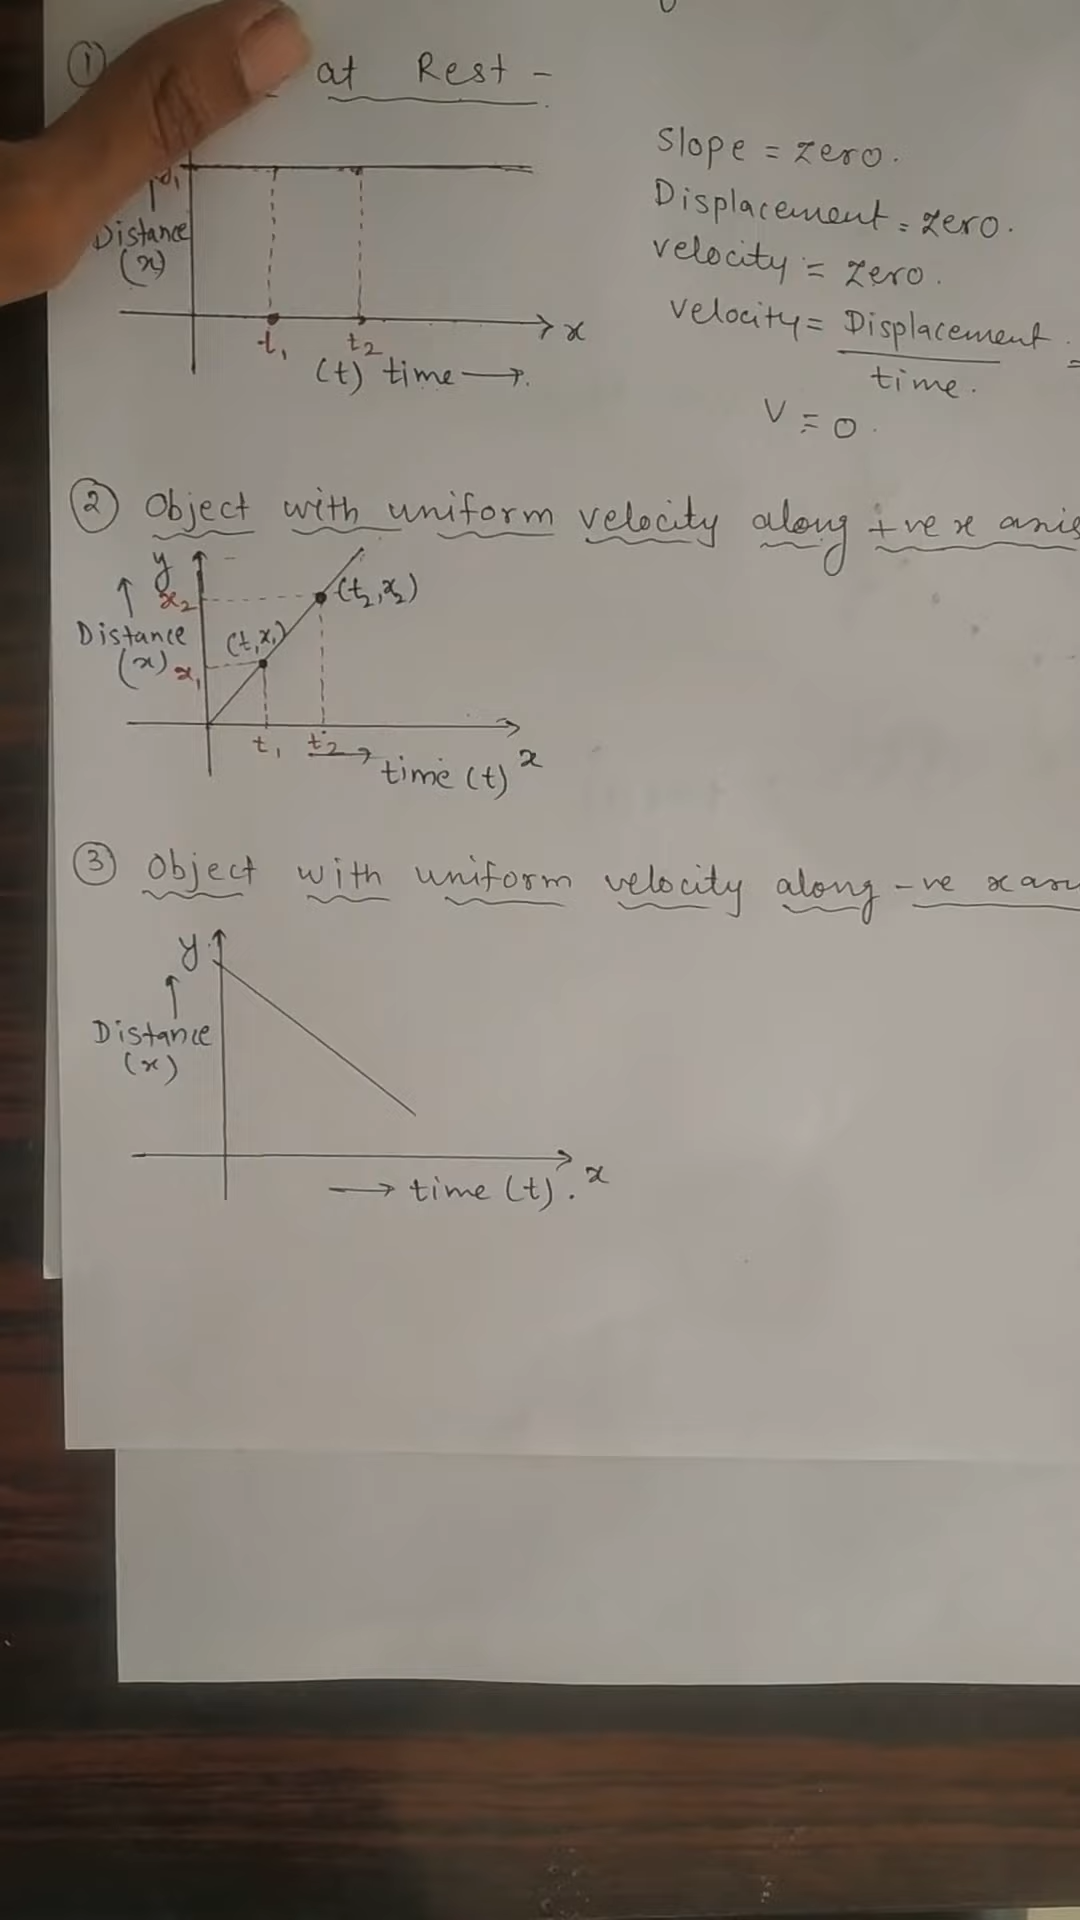 ① at Rest -
Slope = zero.
Displacement = zero.
velocity = zero.
velocity = Displacement
time.
V = 0.
Distance
(x)
t₁ t₂ x
(t) time →
② Object with uniform velocity along +ve x axis
y
x₂ (t₂, x₂)
↑
Distance (t, x₁)
(x) x₁
t₁ t₂ →
time (t) x
③ Object with uniform velocity along -ve x
y
↑
Distance
(x)
→ time (t). x